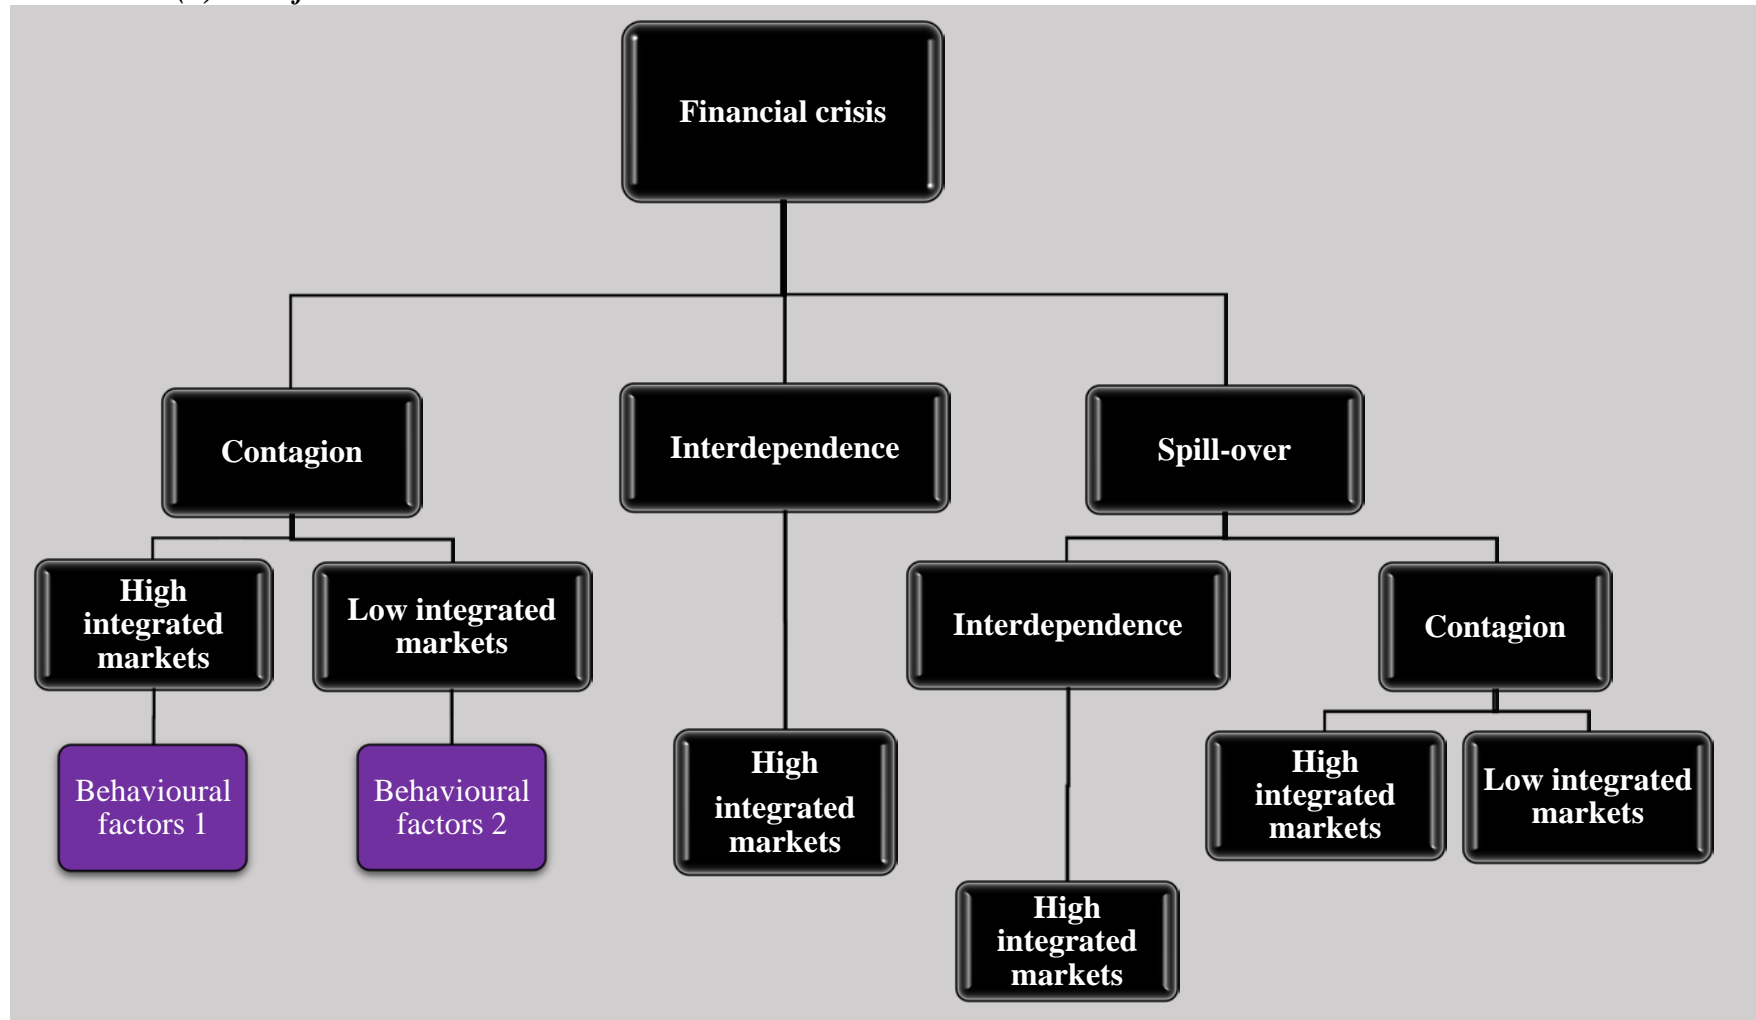 Financial crisis
Contagion
Interdependence
Spill-over
High
integrated
markets
Low integrated
markets
Interdependence
Contagion
Behavioural
factors 1
Behavioural
factors 2
High
integrated
markets
High
integrated
markets
Low integrated
markets
High
integrated
markets